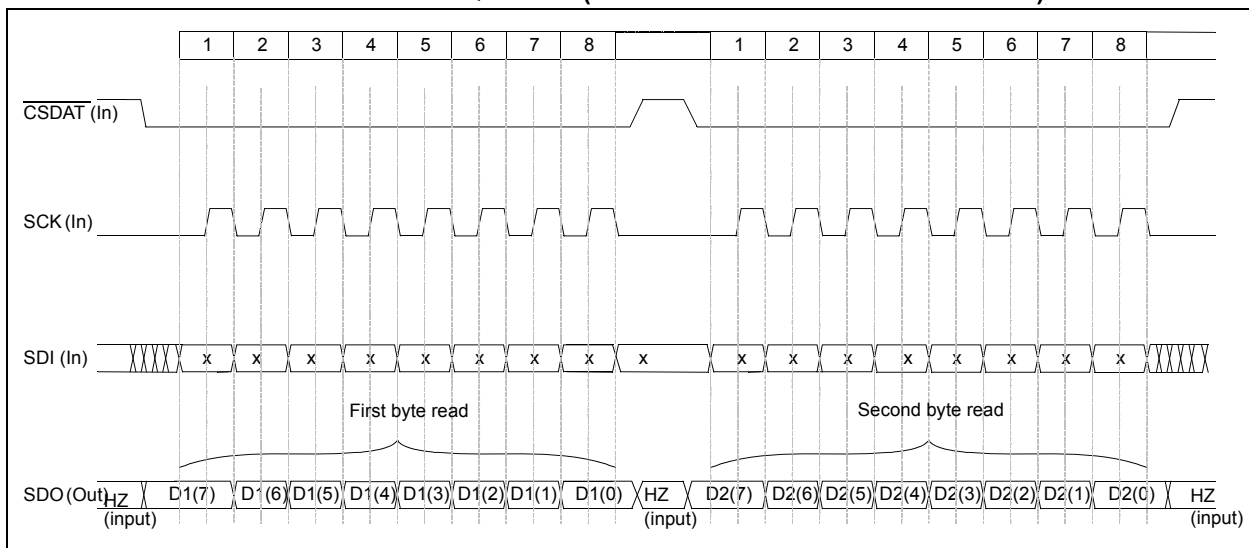 1 2 3 4 5 6 7 8 1 2 3 4 5 6 7 8
CSDAT (In)
SCK (In)
SDI (In) x x x x x x x x x x x x x x x x x
First byte read Second byte read
SDO (Out) HZ D1(7) D1(6) D1(5) D1(4) D1(3) D1(2) D1(1) D1(0) HZ D2(7) D2(6) D2(5) D2(4) D2(3) D2(2) D2(1) D2(0) HZ
(input) (input) (input)